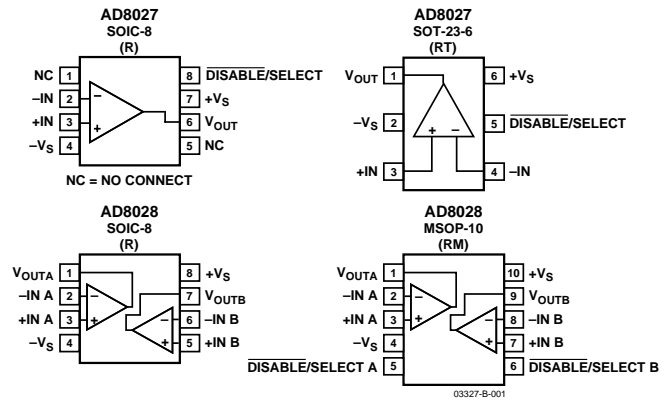 AD8027
SOIC-8
(R)
NC 1
–IN 2
+IN 3
–VS 4
8 DISABLE/SELECT
7 +VS
6 VOUT
5 NC
– +
NC = NO CONNECT
AD8027
SOT-23-6
(RT)
VOUT 1
–VS 2
+IN 3
6 +VS
5 DISABLE/SELECT
4 –IN
+ –
AD8028
SOIC-8
(R)
VOUTA 1
–IN A 2
+IN A 3
–VS 4
8 +VS
7 VOUTB
6 –IN B
5 +IN B
– +
– +
AD8028
MSOP-10
(RM)
VOUTA 1
–IN A 2
+IN A 3
–VS 4
DISABLE/SELECT A 5
10 +VS
9 VOUTB
8 –IN B
7 +IN B
6 DISABLE/SELECT B
– +
– +
03327-B-001